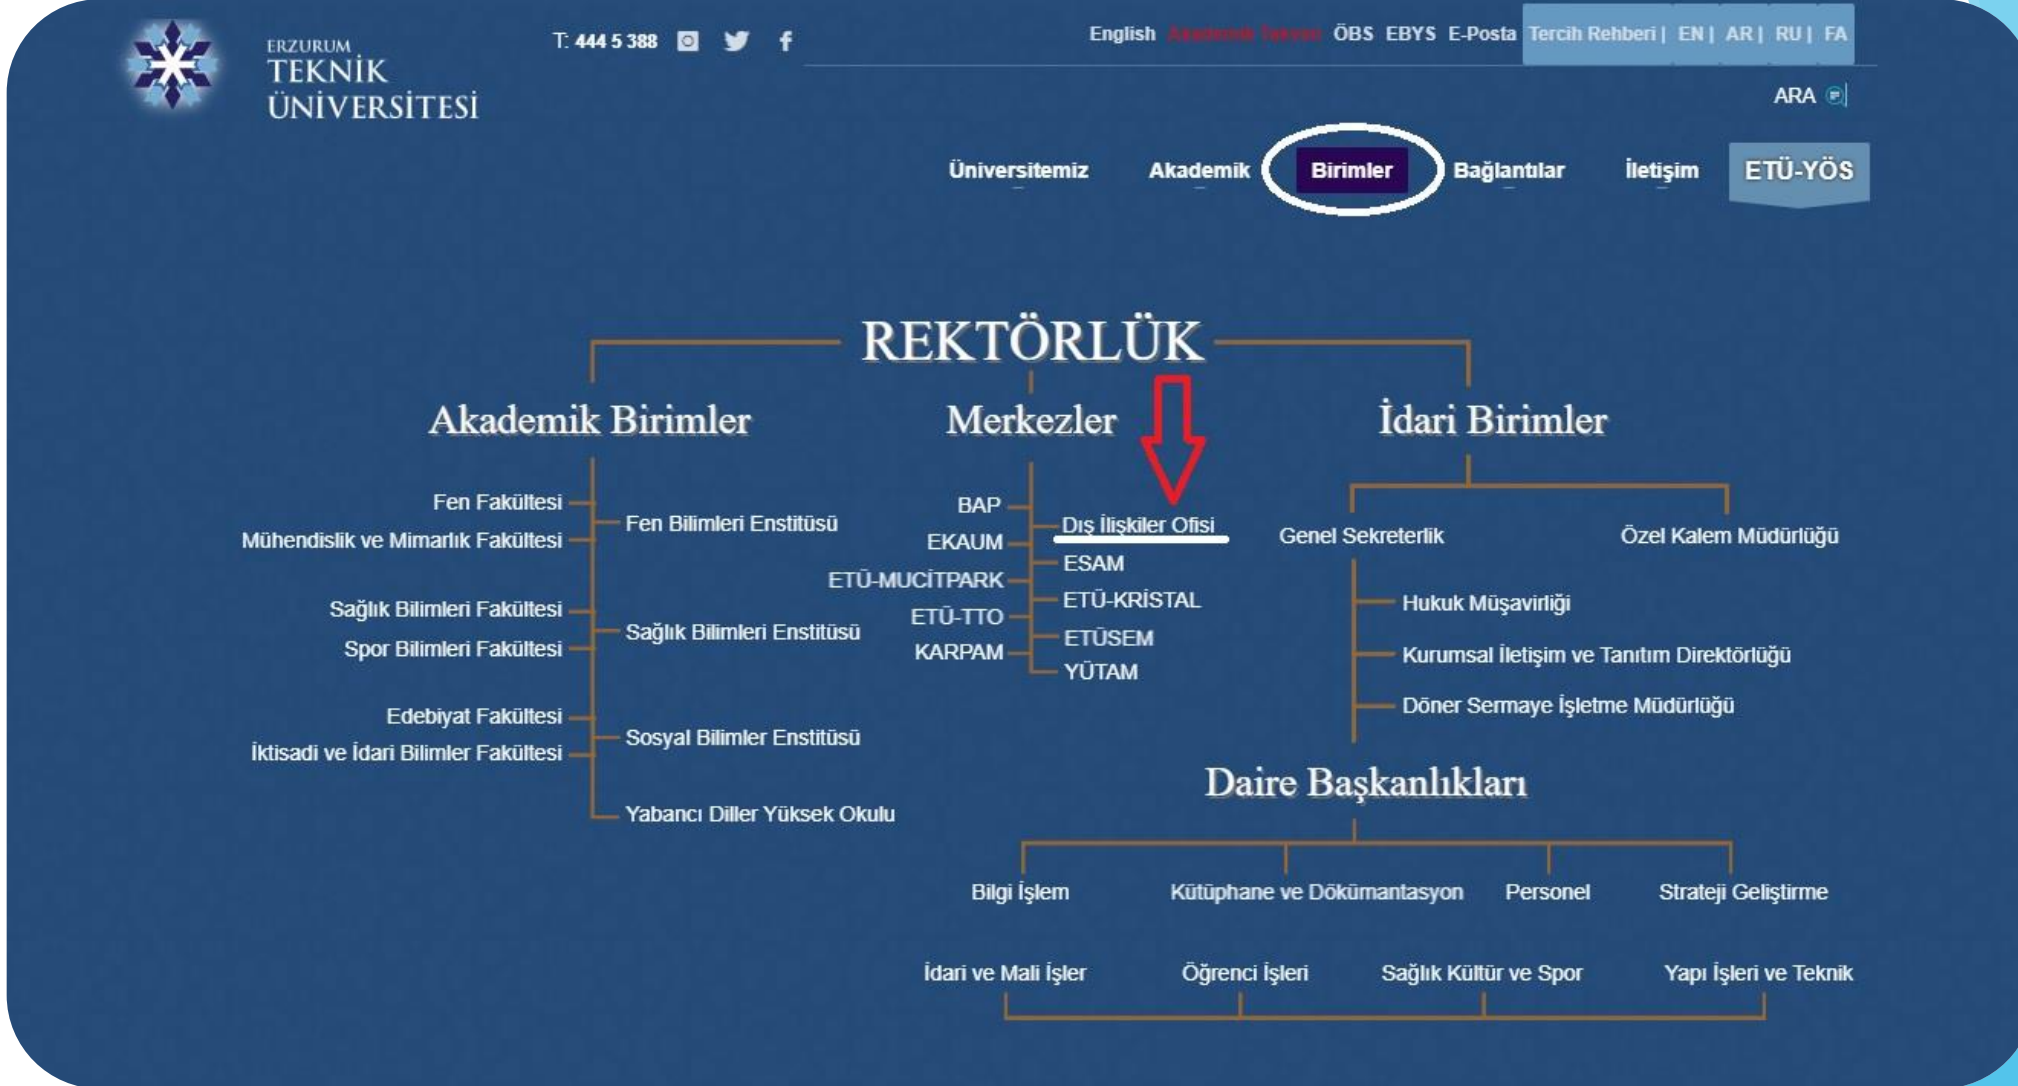 ERZURUM
TEKNİK
ÜNİVERSİTESİ
T: 444 5 388
English Akademik Takvim ÖBS EBYS E-Posta Tercih Rehberi | EN | AR | RU | FA
ARA
Üniversitemiz Akademik Birimler Bağlantılar İletişim ETÜ-YÖS
REKTÖRLÜK
Akademik Birimler
Fen Fakültesi
Fen Bilimleri Enstitüsü
Mühendislik ve Mimarlık Fakültesi
Sağlık Bilimleri Fakültesi
Sağlık Bilimleri Enstitüsü
Spor Bilimleri Fakültesi
Edebiyat Fakültesi
Sosyal Bilimler Enstitüsü
İktisadi ve İdari Bilimler Fakültesi
Yabancı Diller Yüksek Okulu
Merkezler
BAP
Dış İlişkiler Ofisi
EKAUM
ESAM
ETÜ-MUCİTPARK
ETÜ-KRİSTAL
ETÜ-TTO
ETÜSEM
KARPAM
YÜTAM
İdari Birimler
Genel Sekreterlik
Özel Kalem Müdürlüğü
Hukuk Müşavirliği
Kurumsal İletişim ve Tanıtım Direktörlüğü
Döner Sermaye İşletme Müdürlüğü
Daire Başkanlıkları
Bilgi İşlem
Kütüphane ve Dökümantasyon
Personel
Strateji Geliştirme
İdari ve Mali İşler
Öğrenci İşleri
Sağlık Kültür ve Spor
Yapı İşleri ve Teknik